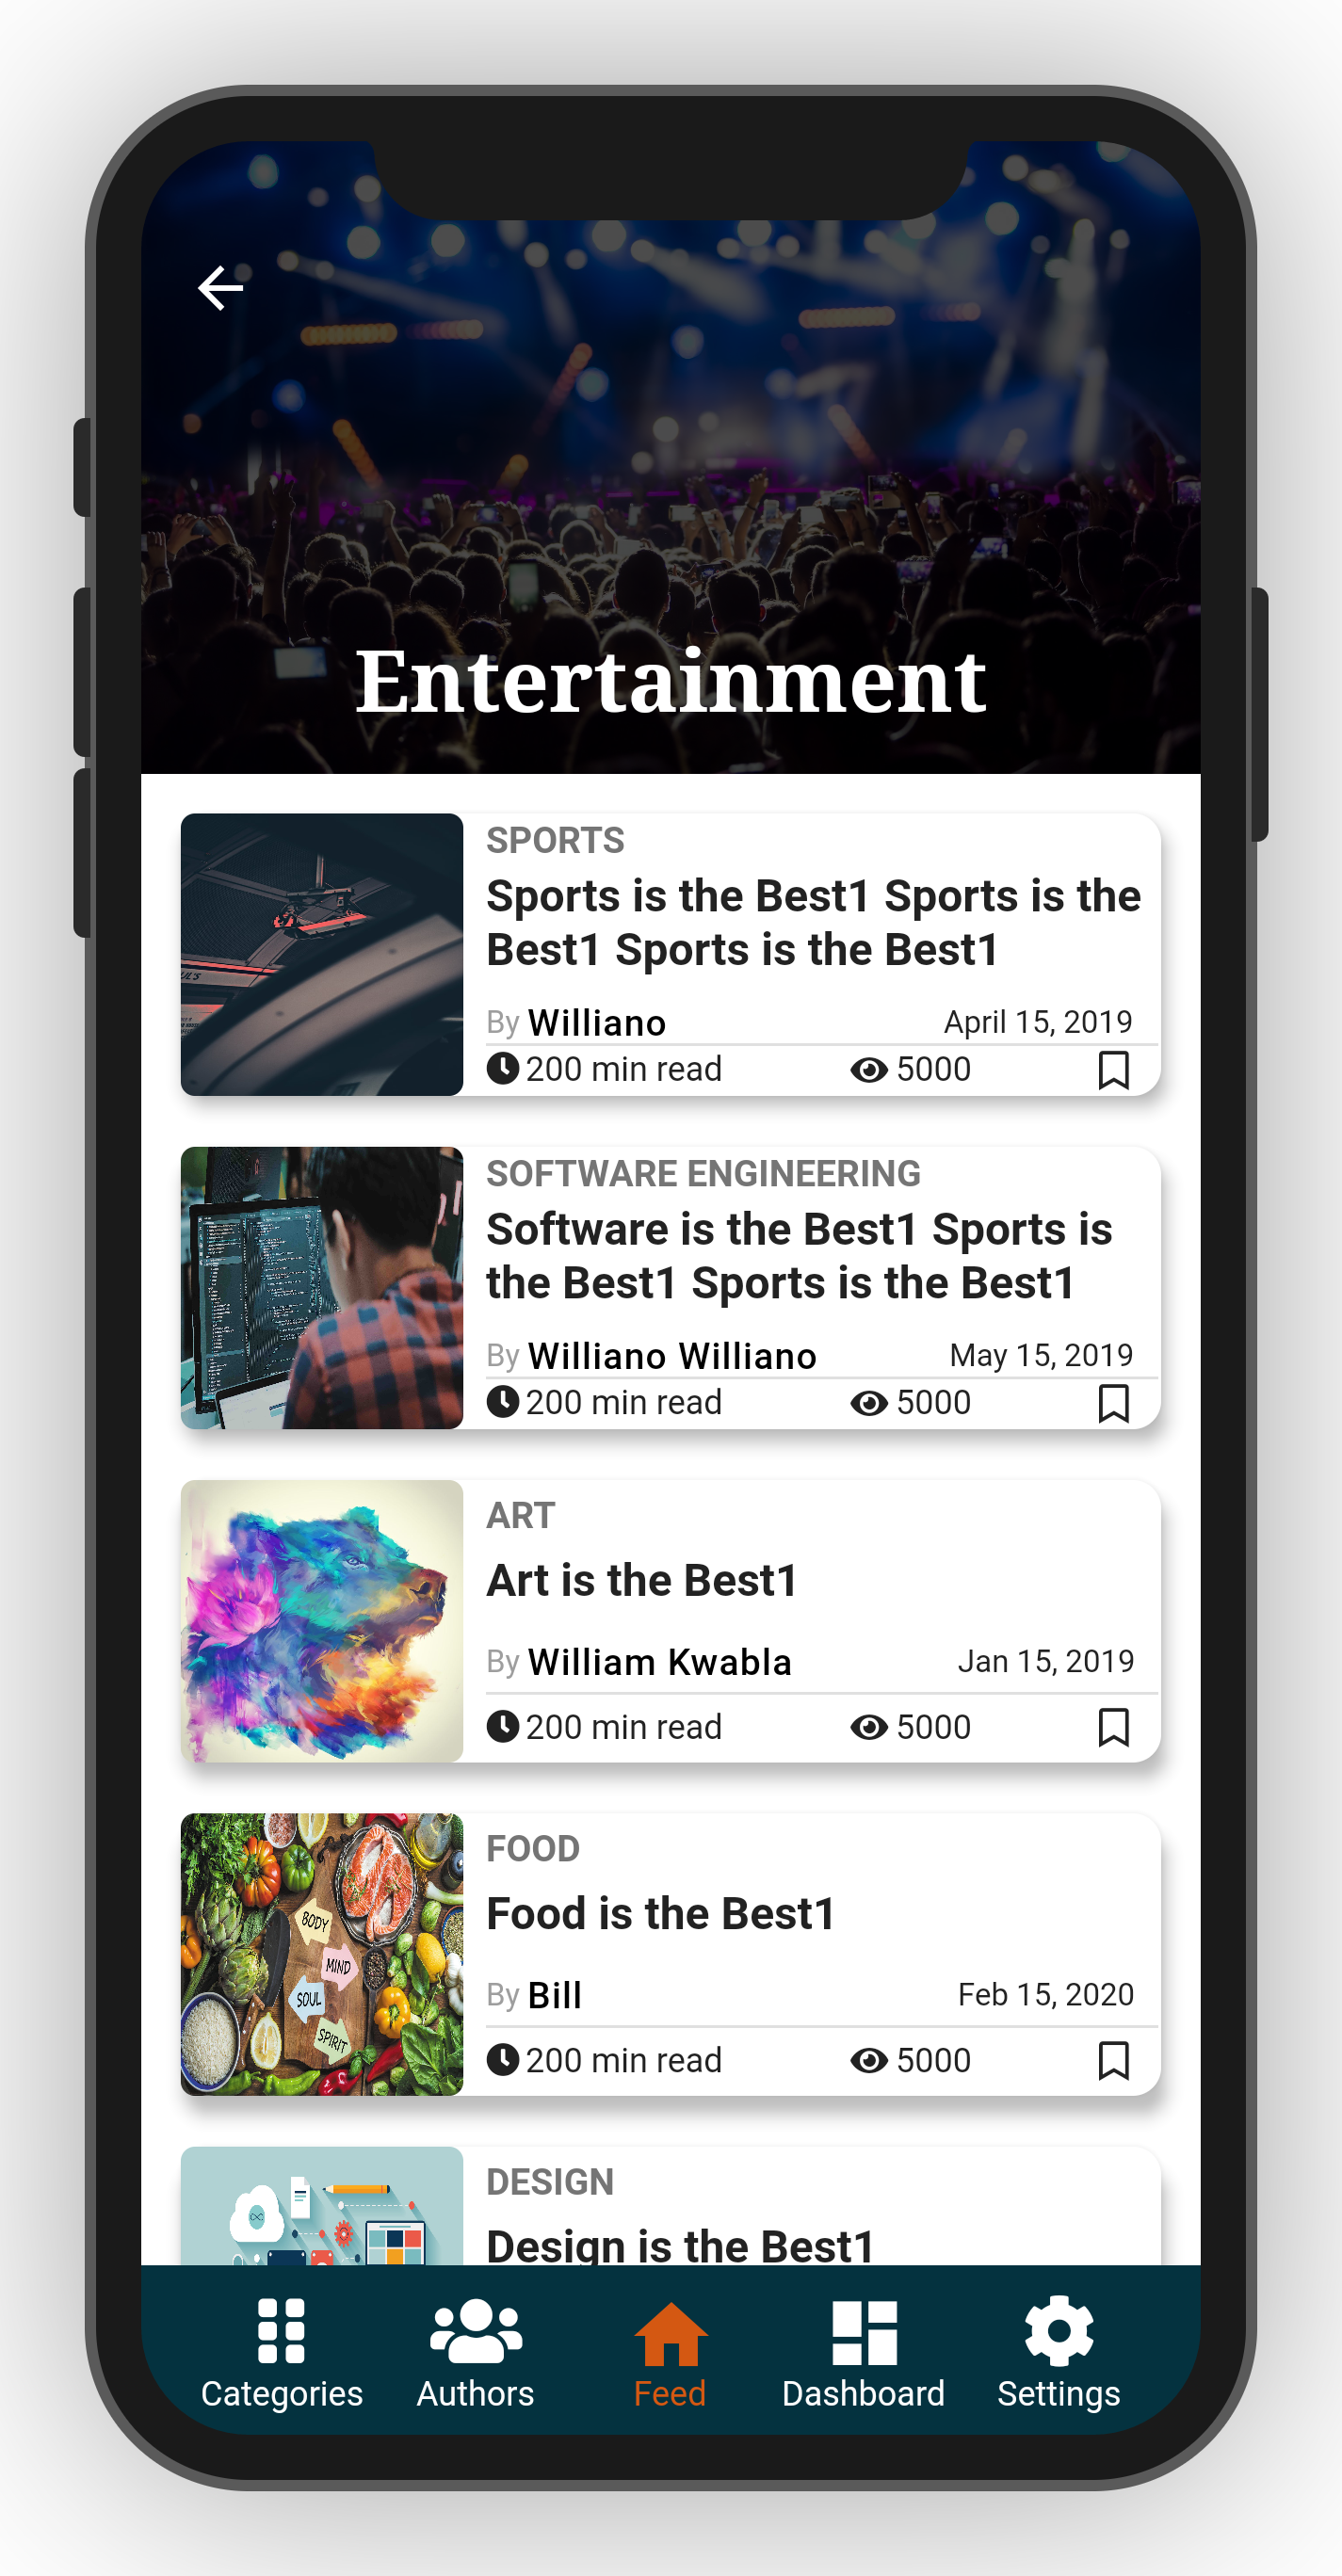 Entertainment
SPORTS
Sports is the Best1 Sports is the
Best1 Sports is the Best1
By Williano April 15, 2019
200 min read 5000
SOFTWARE ENGINEERING
Software is the Best1 Sports is
the Best1 Sports is the Best1
By Williano Williano May 15, 2019
200 min read 5000
ART
Art is the Best1
By William Kwabla Jan 15, 2019
200 min read 5000
FOOD
Food is the Best1
BODY
MIND
SOUL
SPIRIT
By Bill Feb 15, 2020
200 min read 5000
DESIGN
Design is the Best1
Categories Authors Feed Dashboard Settings